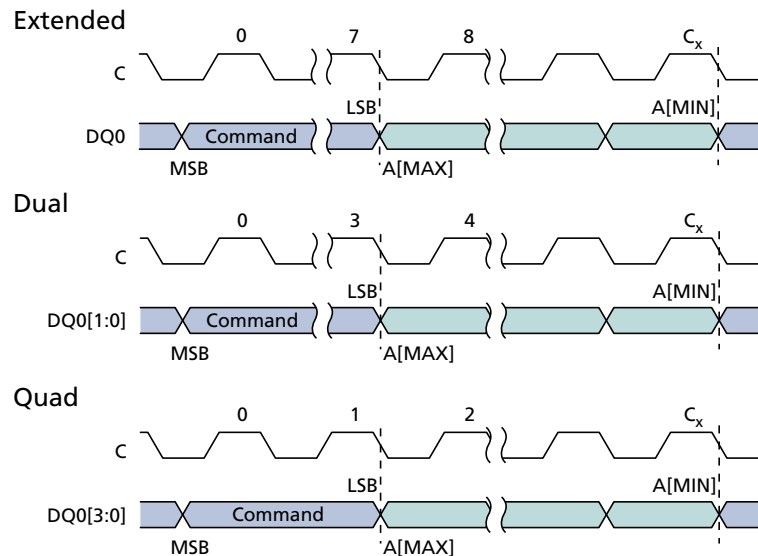 Extended
0 7 8 Cx
C
LSB A[MIN]
DQ0 Command
MSB A[MAX]
Dual
0 3 4 Cx
C
LSB A[MIN]
DQ0[1:0] Command
MSB A[MAX]
Quad
0 1 2 Cx
C
LSB A[MIN]
DQ0[3:0] Command
MSB A[MAX]